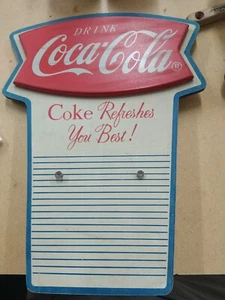 DRINK
Coca-Cola®
Coke Refreshes
You Best!